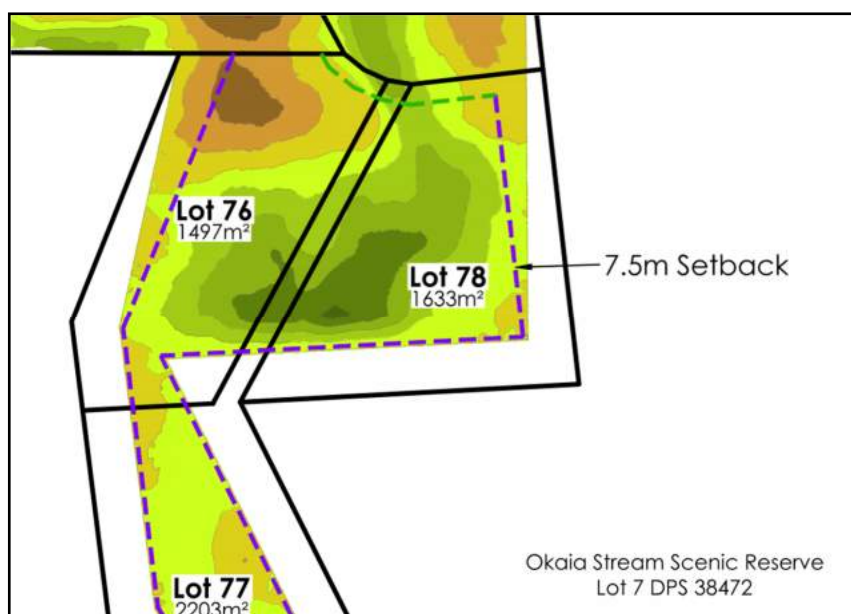 Lot 76
1497m²
Lot 78
1633m²
7.5m Setback
Lot 77
2203m²
Okaia Stream Scenic Reserve
Lot 7 DPS 38472